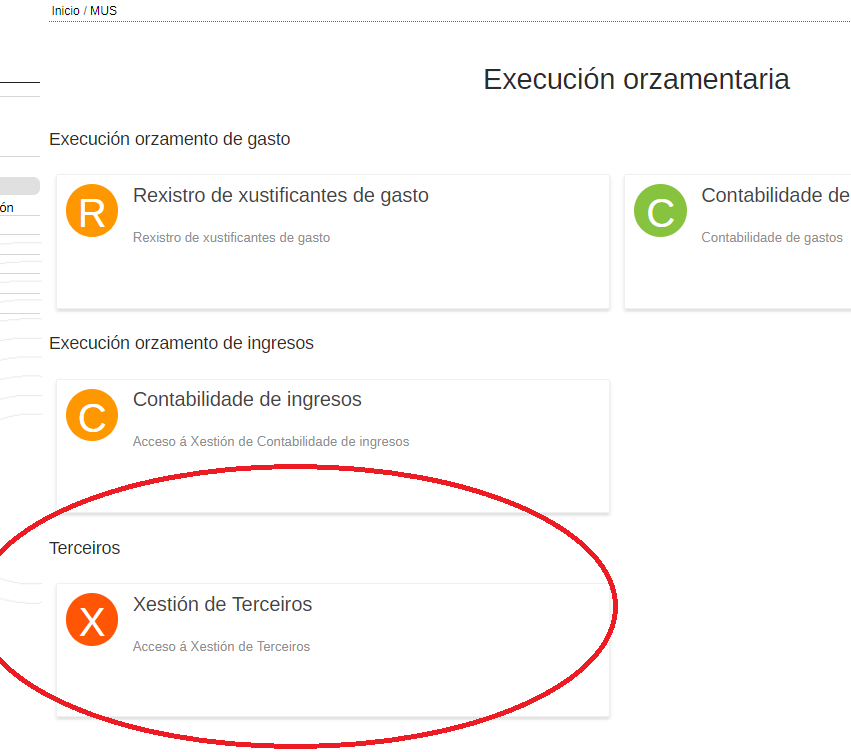 Inicio / MUS
Execución orzamentaria
Execución orzamento de gasto
ón
R
Rexistro de xustificantes de gasto
Rexistro de xustificantes de gasto
C
Contabilidade de
Contabilidade de gastos
Execución orzamento de ingresos
C
Contabilidade de ingresos
Acceso á Xestión de Contabilidade de ingresos
Terceiros
X
Xestión de Terceiros
Acceso á Xestión de Terceiros